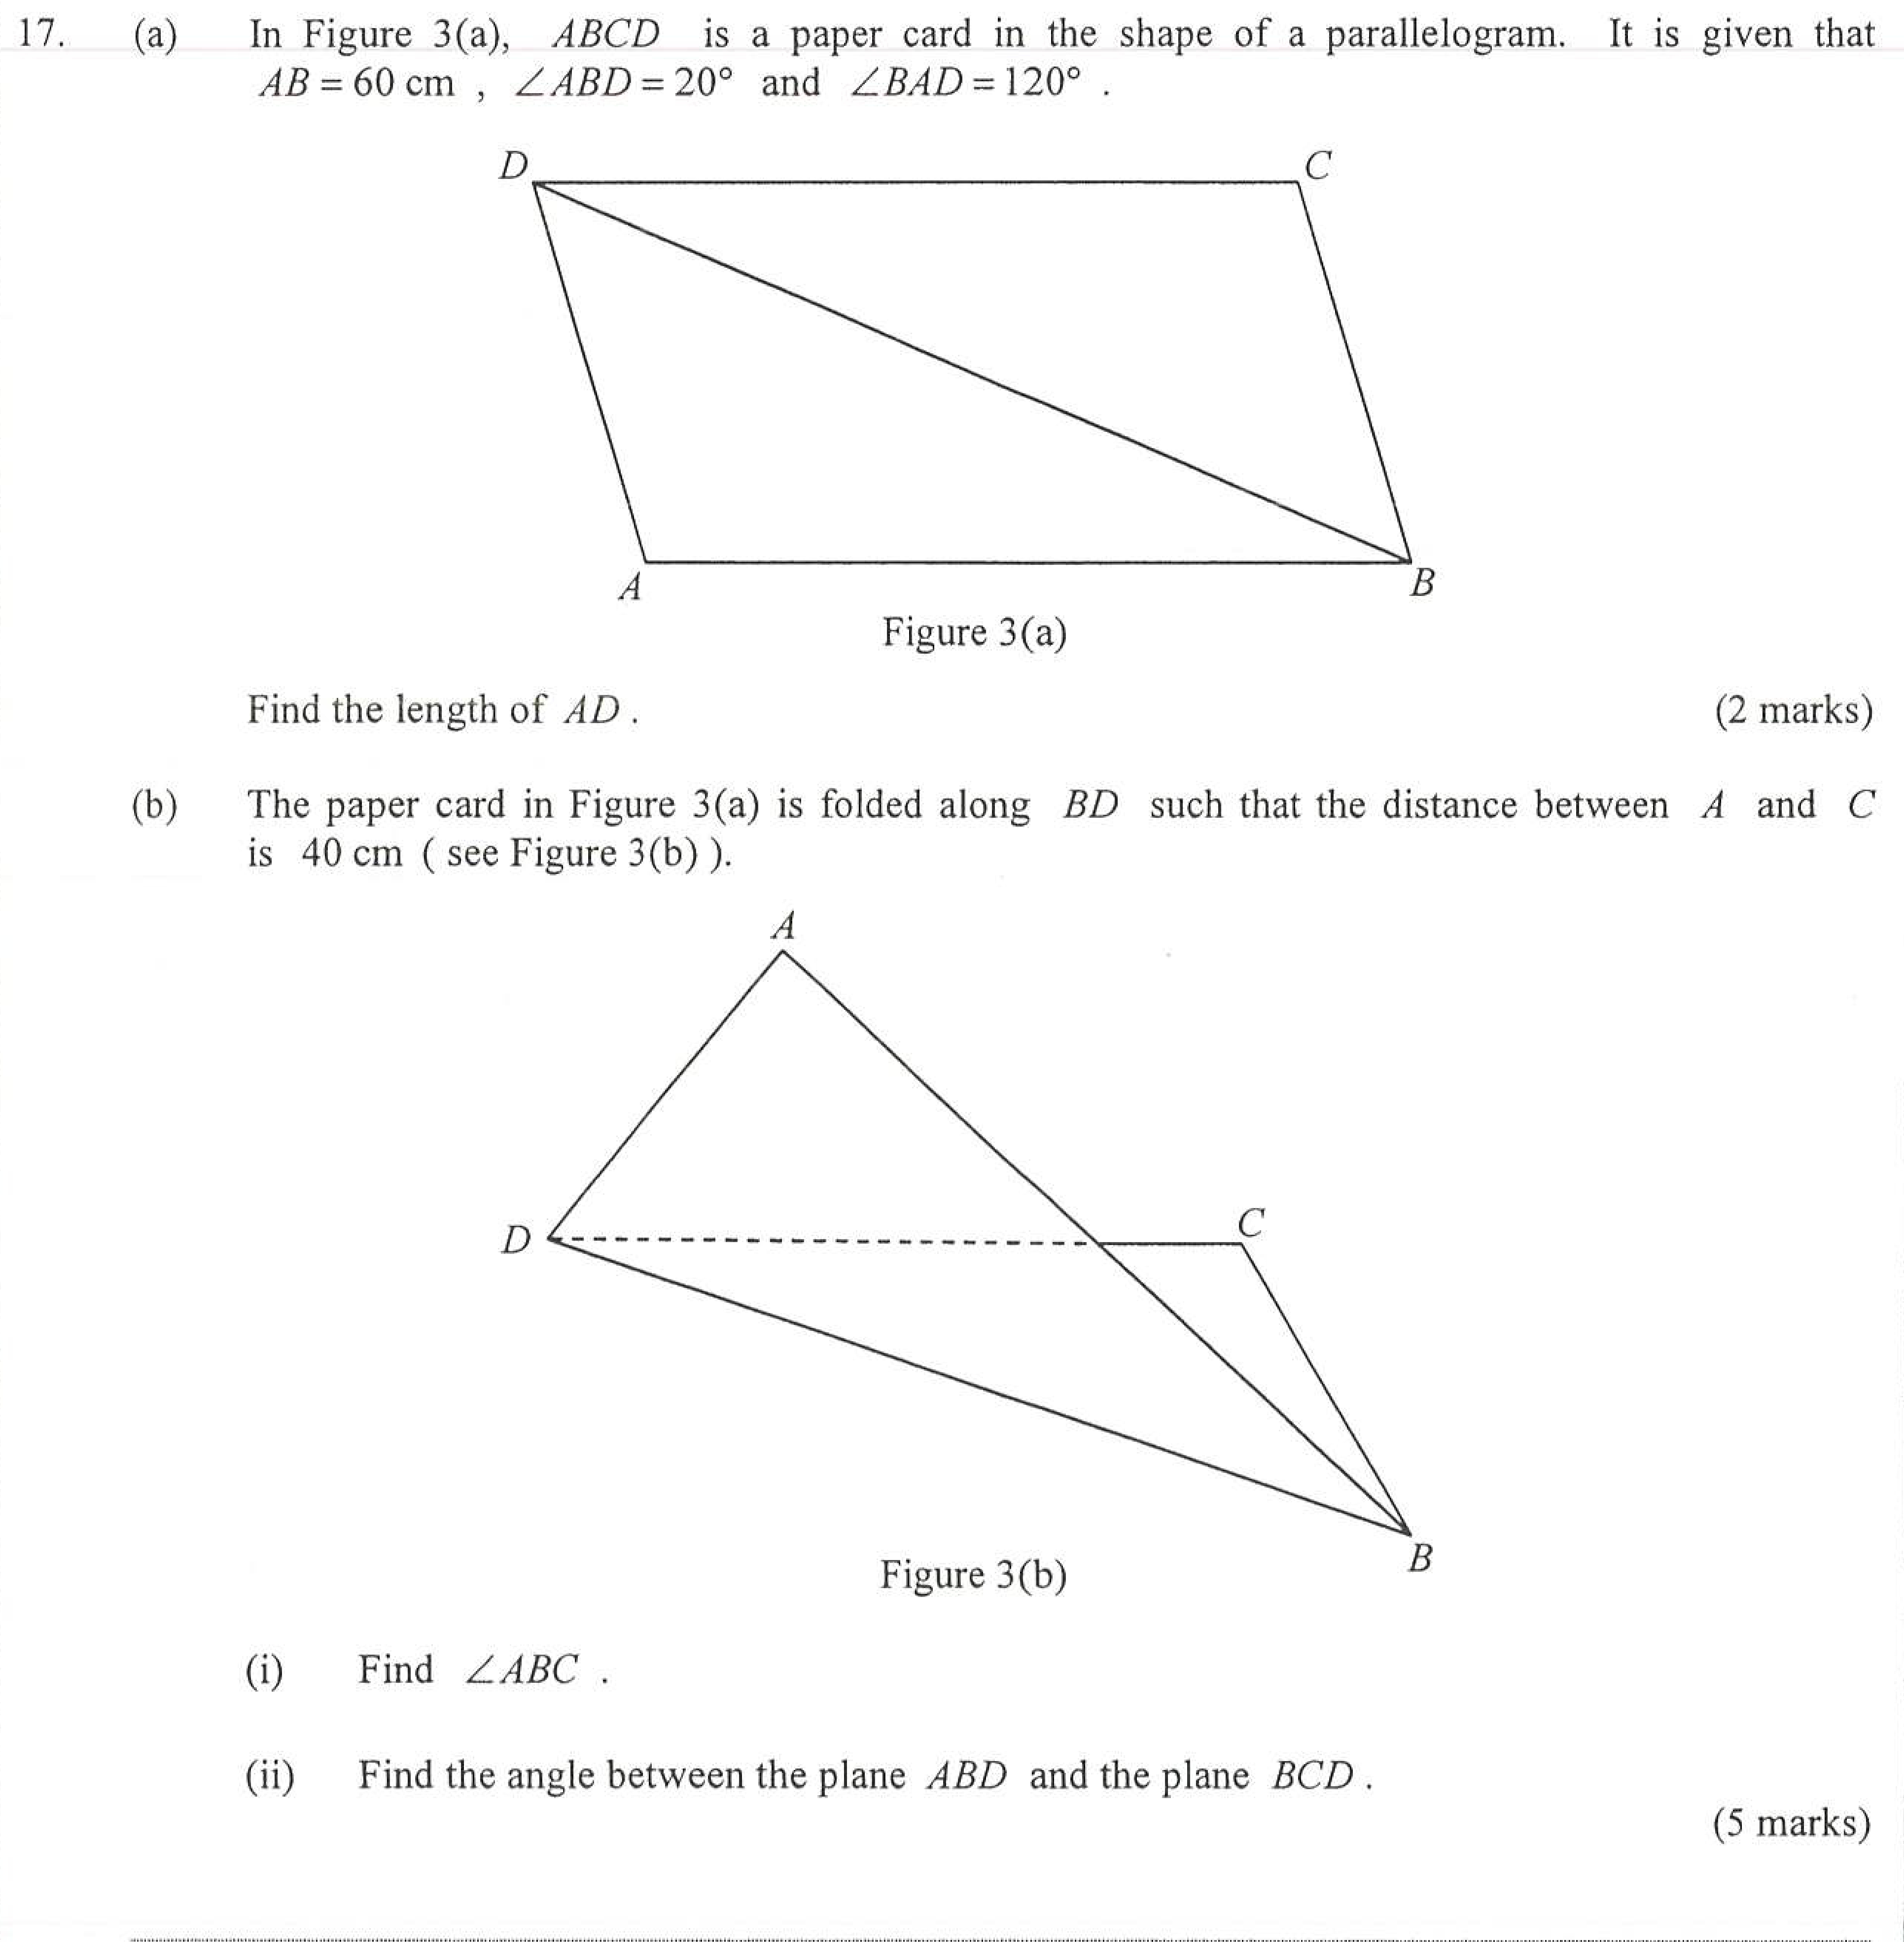 17. (a) In Figure 3(a), ABCD is a paper card in the shape of a parallelogram. It is given that
AB = 60 cm , ∠ABD = 20° and ∠BAD = 120° .
D
C
A
B
Figure 3(a)
Find the length of AD . (2 marks)
(b) The paper card in Figure 3(a) is folded along BD such that the distance between A and C
is 40 cm ( see Figure 3(b) ).
A
D
C
B
Figure 3(b)
(i) Find ∠ABC .
(ii) Find the angle between the plane ABD and the plane BCD .
(5 marks)